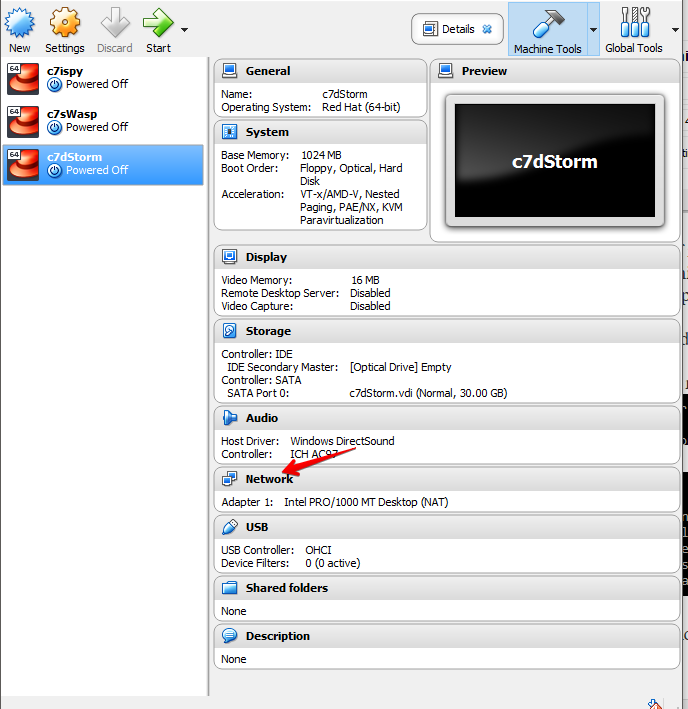 New Settings Discard Start
Details
Machine Tools
Global Tools
64
c7ispy
Powered Off
64
c7sWasp
Powered Off
64
c7dStorm
Powered Off
General
Name: c7dStorm
Operating System: Red Hat (64-bit)
System
Base Memory: 1024 MB
Boot Order: Floppy, Optical, Hard
Disk
Acceleration: VT-x/AMD-V, Nested
Paging, PAE/NX, KVM
Paravirtualization
Preview
c7dStorm
Display
Video Memory: 16 MB
Remote Desktop Server: Disabled
Video Capture: Disabled
Storage
Controller: IDE
IDE Secondary Master: [Optical Drive] Empty
Controller: SATA
SATA Port 0: c7dStorm.vdi (Normal, 30.00 GB)
Audio
Host Driver: Windows DirectSound
Controller: ICH AC97
Network
Adapter 1: Intel PRO/1000 MT Desktop (NAT)
USB
USB Controller: OHCI
Device Filters: 0 (0 active)
Shared folders
None
Description
None